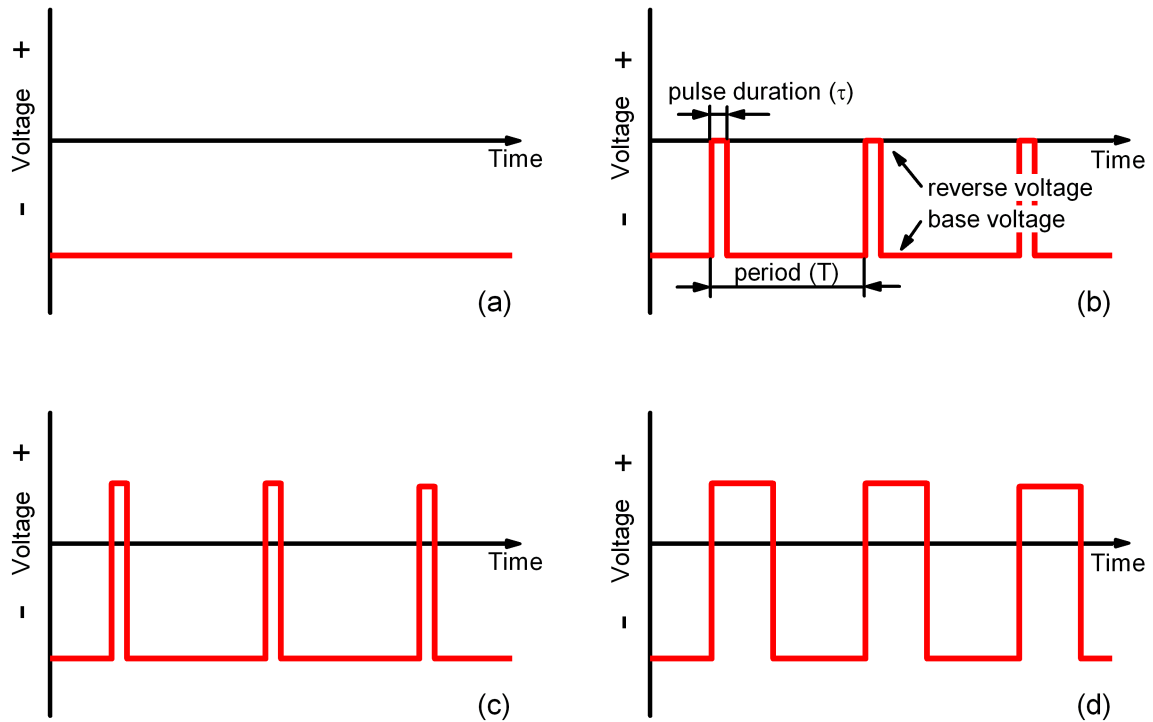 +
Voltage
-
Time
(a)
+
Voltage
-
pulse duration (τ)
Time
reverse voltage
base voltage
period (T)
(b)
+
Voltage
-
Time
(c)
+
Voltage
-
Time
(d)